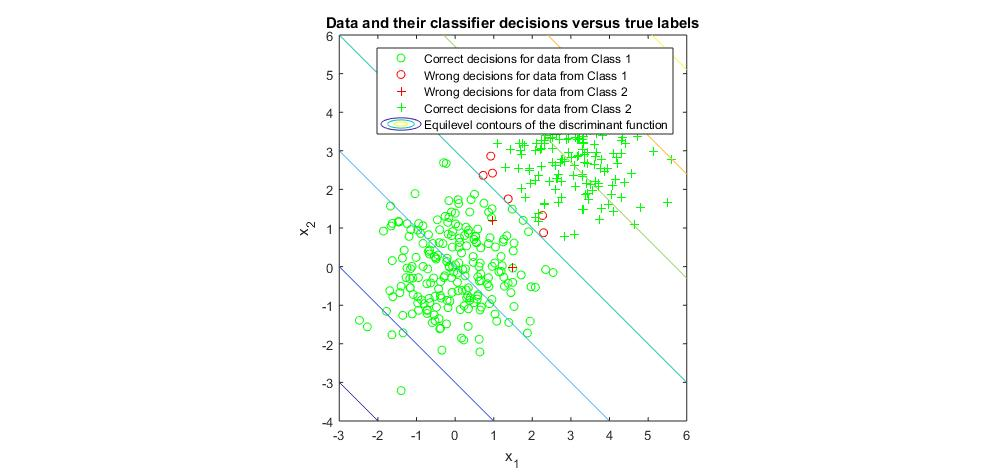 Data and their classifier decisions versus true labels
6
5
4
3
2
1
0
-1
-2
-3
-4
x2
Correct decisions for data from Class 1
Wrong decisions for data from Class 1
Wrong decisions for data from Class 2
Correct decisions for data from Class 2
Equilevel contours of the discriminant function
-3 -2 -1 0 1 2 3 4 5 6
x1